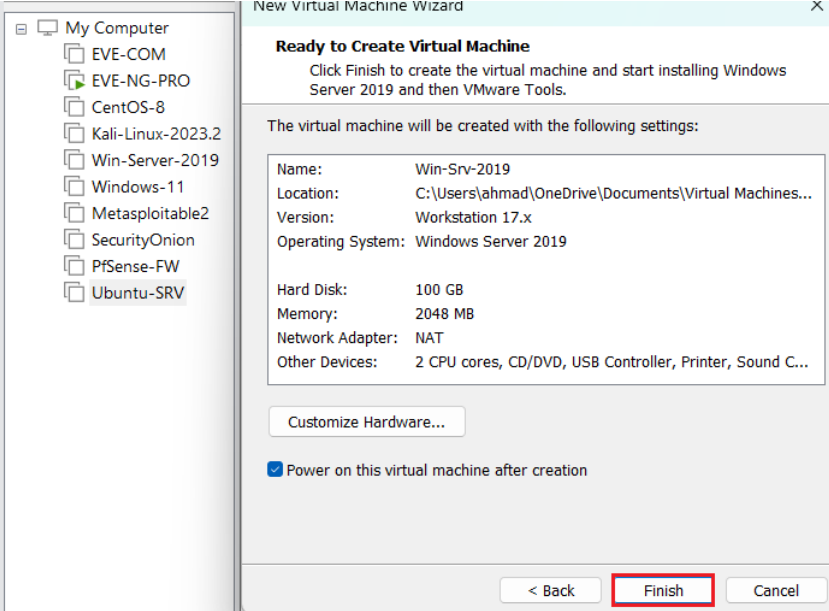 My Computer
EVE-COM
EVE-NG-PRO
CentOS-8
Kali-Linux-2023.2
Win-Server-2019
Windows-11
Metasploitable2
SecurityOnion
PfSense-FW
Ubuntu-SRV
New Virtual Machine Wizard
Ready to Create Virtual Machine
Click Finish to create the virtual machine and start installing Windows
Server 2019 and then VMware Tools.
The virtual machine will be created with the following settings:
Name: Win-Srv-2019
Location: C:\Users\ahmad\OneDrive\Documents\Virtual Machines...
Version: Workstation 17.x
Operating System: Windows Server 2019
Hard Disk: 100 GB
Memory: 2048 MB
Network Adapter: NAT
Other Devices: 2 CPU cores, CD/DVD, USB Controller, Printer, Sound C...
Customize Hardware...
Power on this virtual machine after creation
< Back Finish Cancel